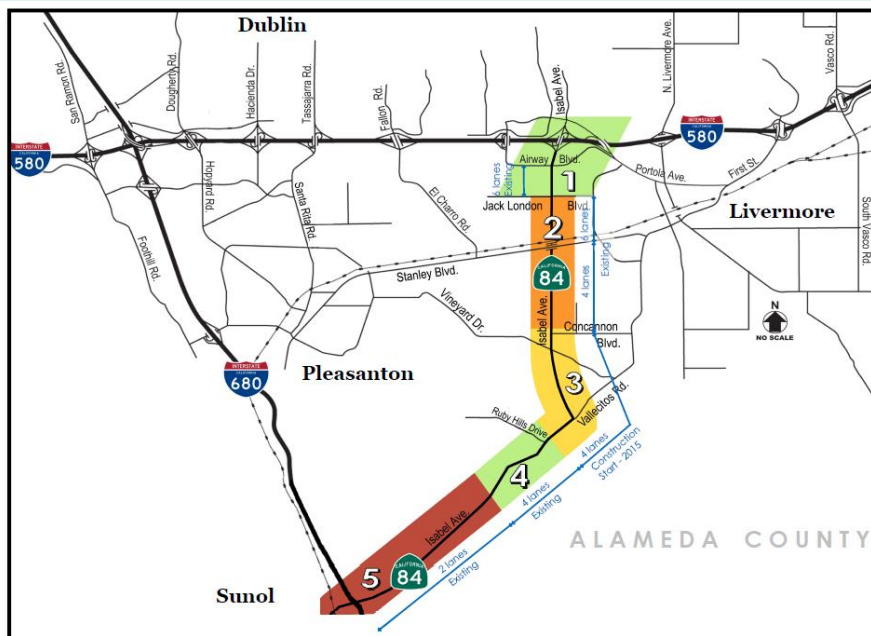 Dublin
San Ramon Rd.
Dougherty Rd.
Hacienda Dr.
Tassajara Rd.
Fallon Rd.
Isabel Ave.
N. Livermore Ave.
Vasco Rd.
INTERSTATE
CALIFORNIA
580
INTERSTATE
CALIFORNIA
580
Airway Blvd.
Portola Ave.
First St.
6 lanes
Existing
1
Jack London Blvd.
Hopyard Rd.
Santa Rita Rd.
El Charro Rd.
2
6 lanes
Existing
Livermore
South Vasco Rd.
Foothill Rd.
Stanley Blvd.
CALIFORNIA
84
4 lanes
Vineyard Dr.
Isabel Ave.
Concannon
Blvd.
N
NO SCALE
INTERSTATE
CALIFORNIA
680
Pleasanton
3
Vallecitos Rd.
Ruby Hills Drive
4 lanes
Construction
Start - 2015
4
4 lanes
Existing
Isabel Ave.
ALAMEDA COUNTY
5
CALIFORNIA
84
2 lanes
Existing
Sunol